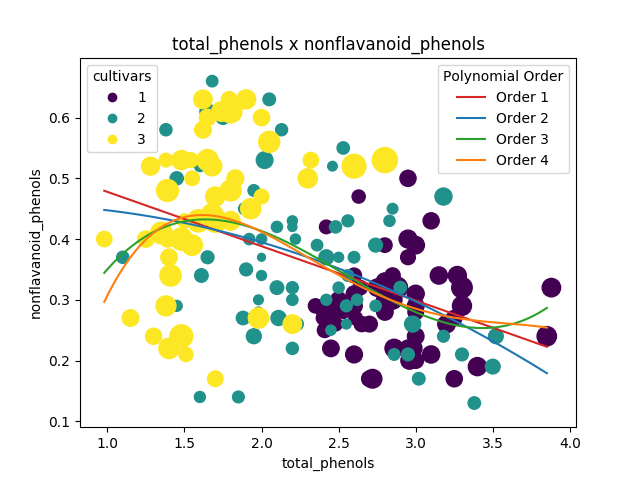 total_phenols x nonflavanoid_phenols
cultivars
1
2
3
Polynomial Order
Order 1
Order 2
Order 3
Order 4
nonflavanoid_phenols
0.6
0.5
0.4
0.3
0.2
0.1
1.0 1.5 2.0 2.5 3.0 3.5 4.0
total_phenols